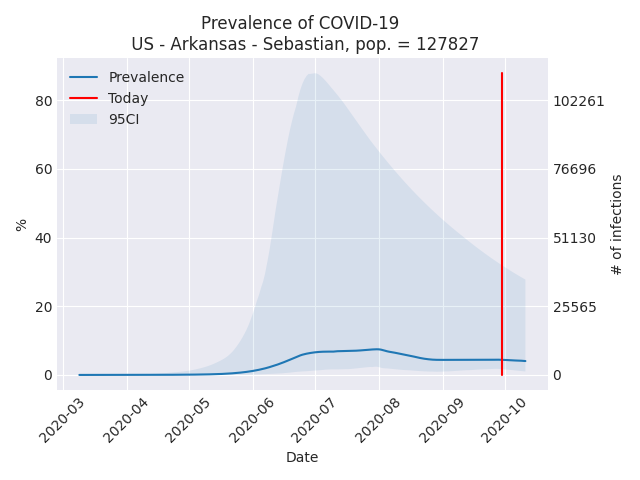 Prevalence of COVID-19
US - Arkansas - Sebastian, pop. = 127827
Prevalence
Today
95CI
%
80
60
40
20
0
102261
76696
51130
25565
0
# of infections
2020-03
2020-04
2020-05
2020-06
2020-07
2020-08
2020-09
2020-10
Date